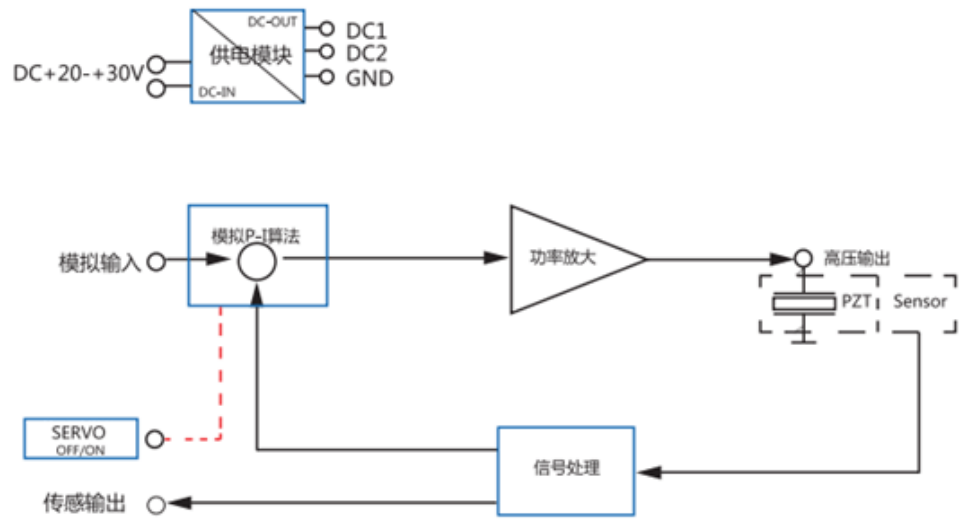 DC-OUT
供电模块
DC-IN
DC+20-+30V
DC1
DC2
GND
模拟P-I算法
模拟输入
功率放大
高压输出
PZT
Sensor
SERVO
OFF/ON
信号处理
传感输出